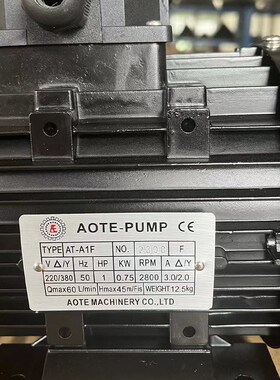 AOTE-PUMP CE
TYPE AT-A1F NO. F
V △/Y Hz HP KW RPM A △/Y
220/380 50 1 0.75 2800 3.0/2.0
Qmax60 L/min Hmax45m/Fis WEIGHT12.5kg
AOTE MACHINERY CO.,LTD